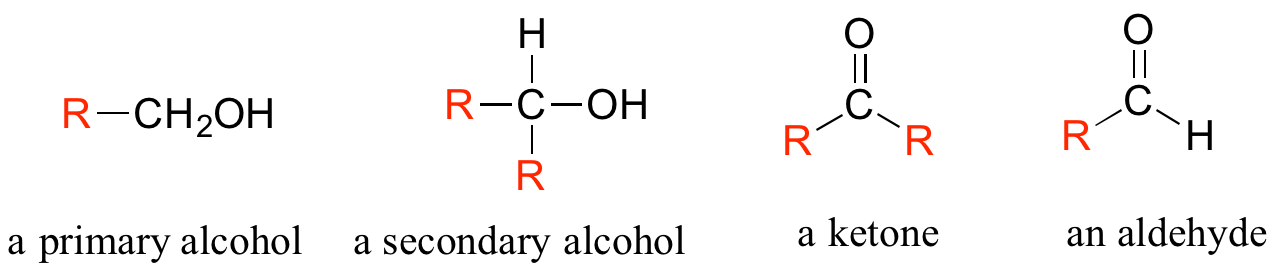 R—CH₂OH
H
R—C—OH
R
O
C
R R
O
C
R H
a primary alcohol
a secondary alcohol
a ketone
an aldehyde